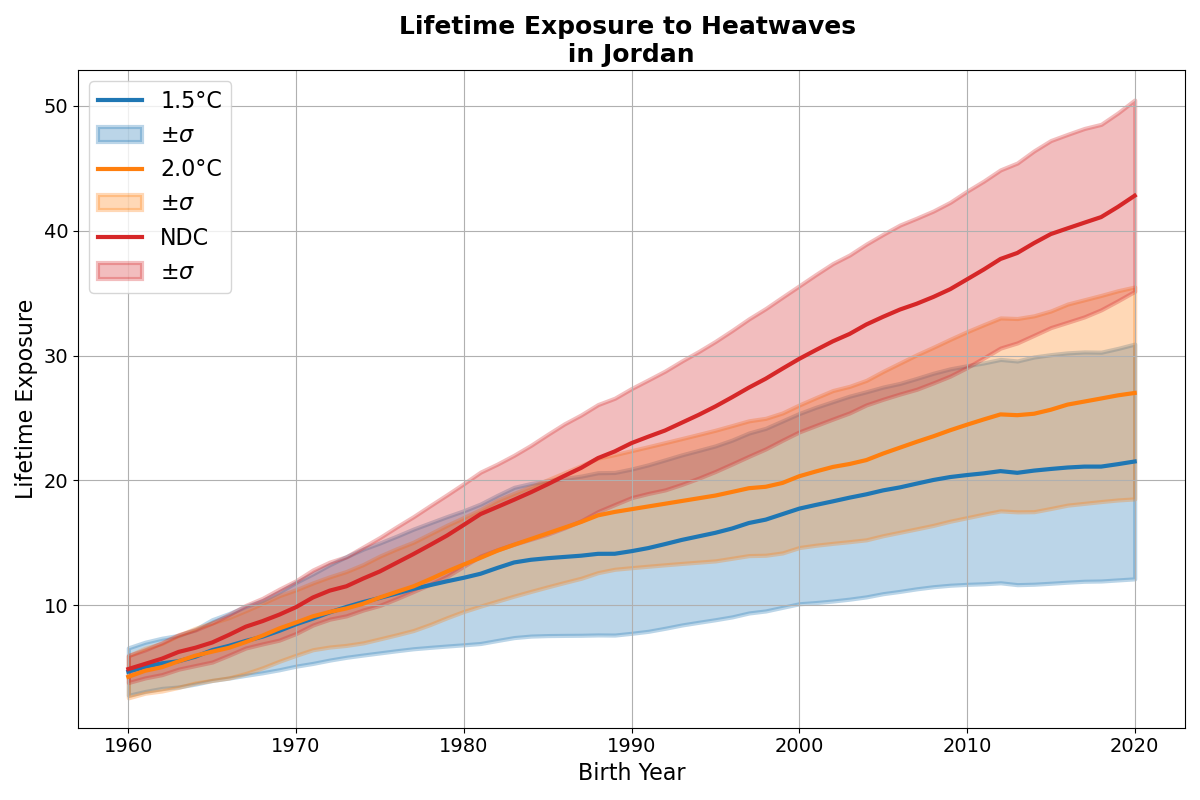 Lifetime Exposure to Heatwaves
in Jordan
1.5°C
±σ
2.0°C
±σ
NDC
±σ
Lifetime Exposure
50
40
30
20
10
1960
1970
1980
1990
2000
2010
2020
Birth Year